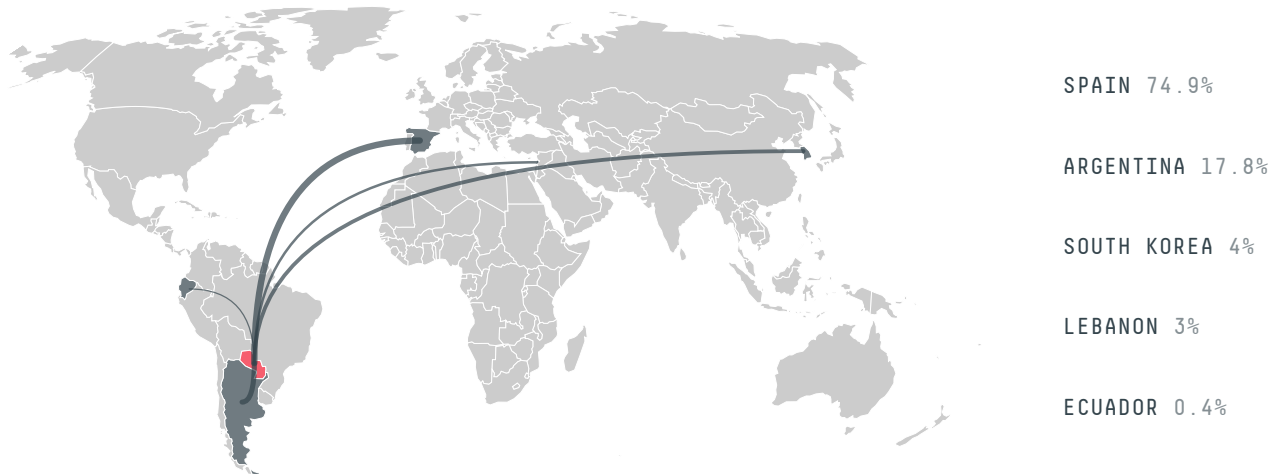 SPAIN 74.9%
ARGENTINA 17.8%
SOUTH KOREA 4%
LEBANON 3%
ECUADOR 0.4%